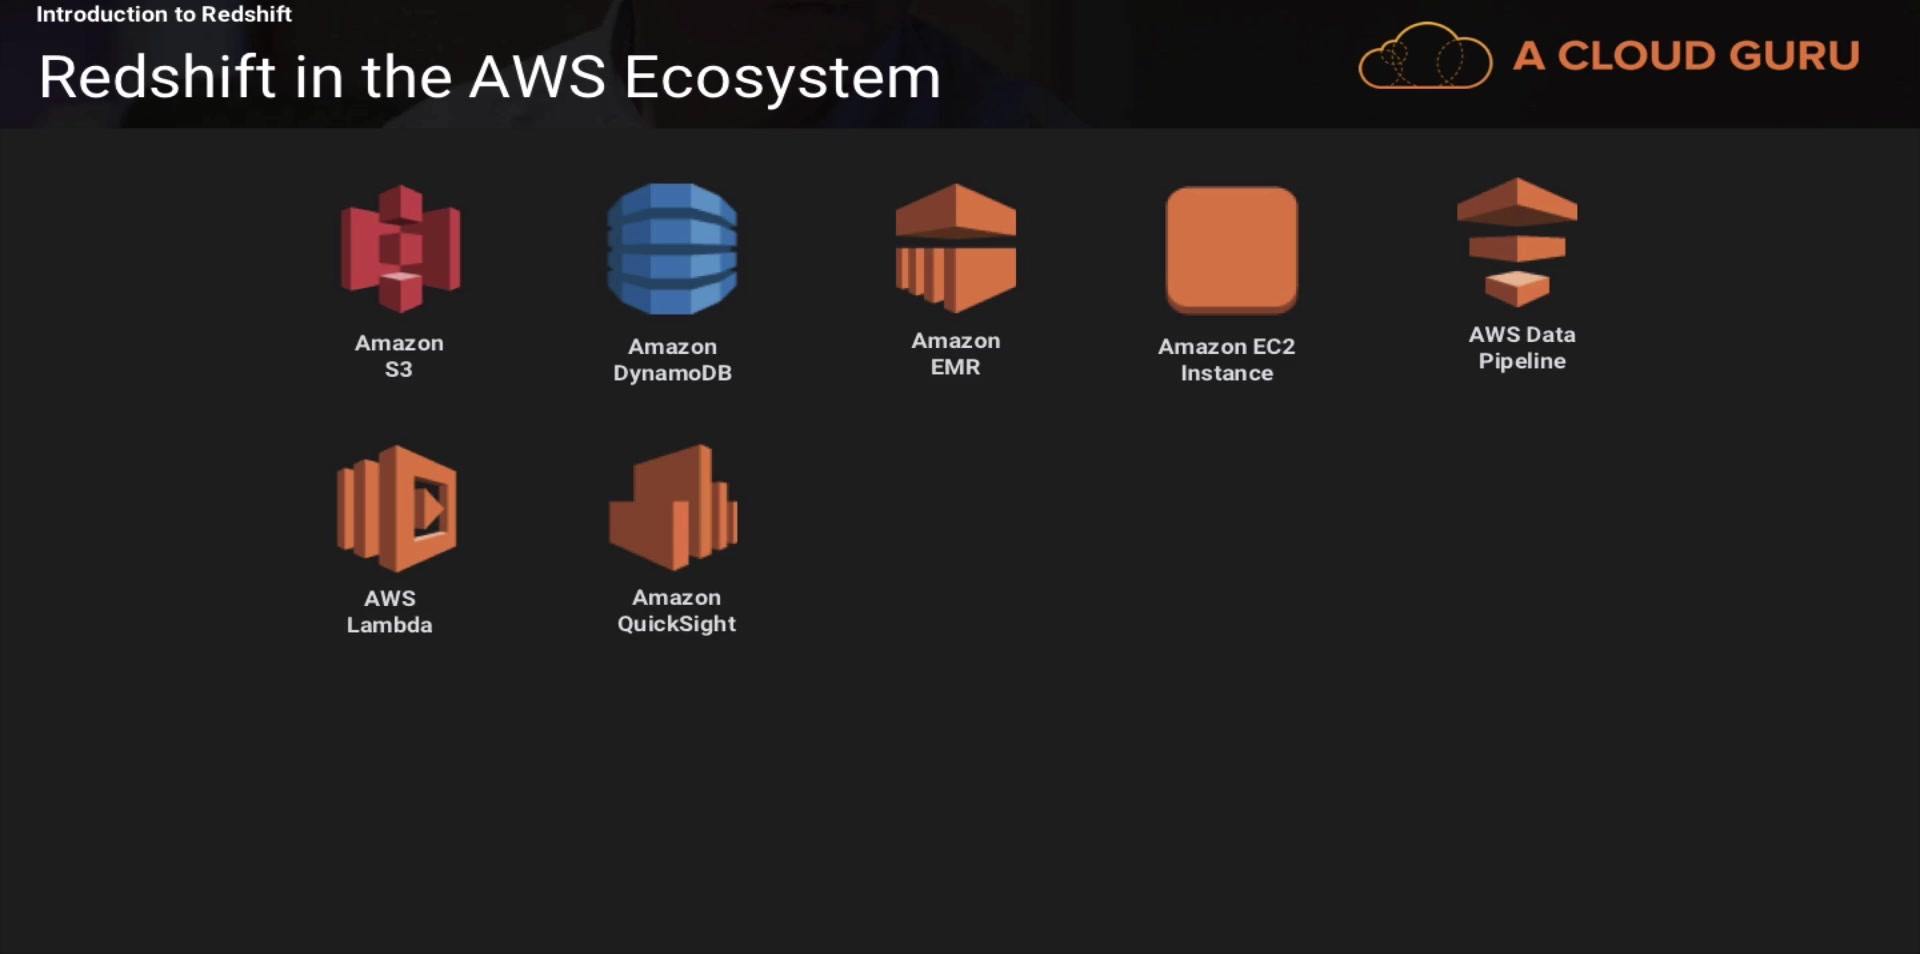 Introduction to Redshift
Redshift in the AWS Ecosystem
A CLOUD GURU
Amazon
S3
Amazon
DynamoDB
Amazon
EMR
Amazon EC2
Instance
AWS Data
Pipeline
AWS
Lambda
Amazon
QuickSight